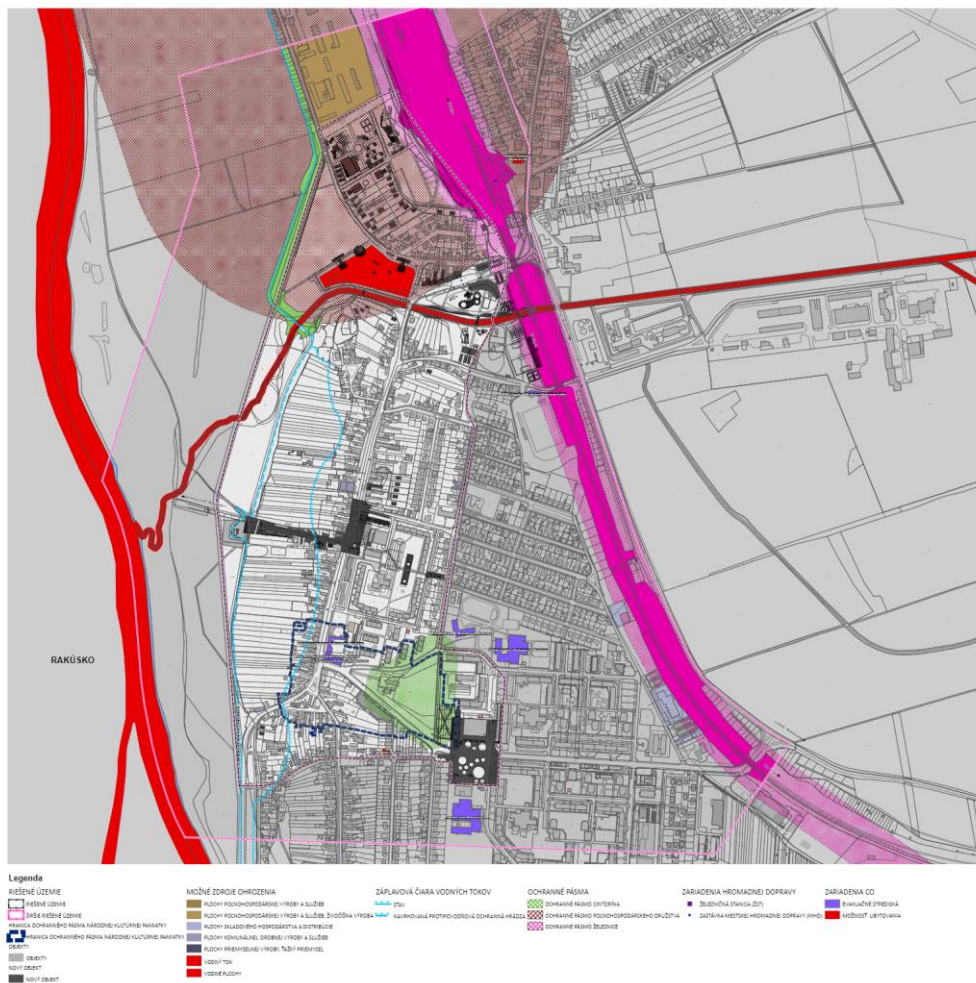 RAKÚSKO
Legenda
RIEŠENÉ ÚZEMIE
RIEŠENÉ ÚZEMIE
ŠIRŠIE RIEŠENÉ ÚZEMIE
HRANICA OCHRANNÉHO PÁSMA NÁRODNEJ KULTÚRNEJ PAMIATKY
HRANICA OCHRANNÉHO PÁSMA NÁRODNEJ KULTÚRNEJ PAMIATKY
OBJEKTY
OBJEKTY
NOVÝ OBJEKT
NOVÝ OBJEKT
MOŽNÉ ZDROJE OHROZENIA
PLOCHY POĽNOHOSPODÁRSKEJ VÝROBY A SLUŽIEB
PLOCHY POĽNOHOSPODÁRSKEJ VÝROBY A SLUŽIEB, ŽIVOČÍŠNA VÝROBA
PLOCHY SKLADOVÉHO HOSPODÁRSTVA A DISTRIBÚCIE
PLOCHY KOMUNÁLNEJ, DROBNEJ VÝROBY A SLUŽIEB
PLOCHY PRIEMYSELNEJ VÝROBY, ŤAŽKÝ PRIEMYSEL
VODNÝ TOK
VODNÉ PLOCHY
ZÁPLAVOVÁ ČIARA VODNÝCH TOKOV
STAV
NAVRHOVANÁ PROTIPOVODŇOVÁ OCHRANNÁ HRÁDZA
OCHRANNÉ PÁSMA
OCHRANNÉ PÁSMO CINTORÍNA
OCHRANNÉ PÁSMO POĽNOHOSPODÁRSKEHO DRUŽSTVA
OCHRANNÉ PÁSMO ŽELEZNICE
ZARIADENIA HROMADNEJ DOPRAVY
ŽELEZNIČNÁ STANICA (ŽST)
ZASTÁVKA MESTSKEJ HROMADNEJ DOPRAVY (MHD)
ZARIADENIA CO
EVAKUAČNÉ STREDISKÁ
MOŽNOSŤ UBYTOVANIA